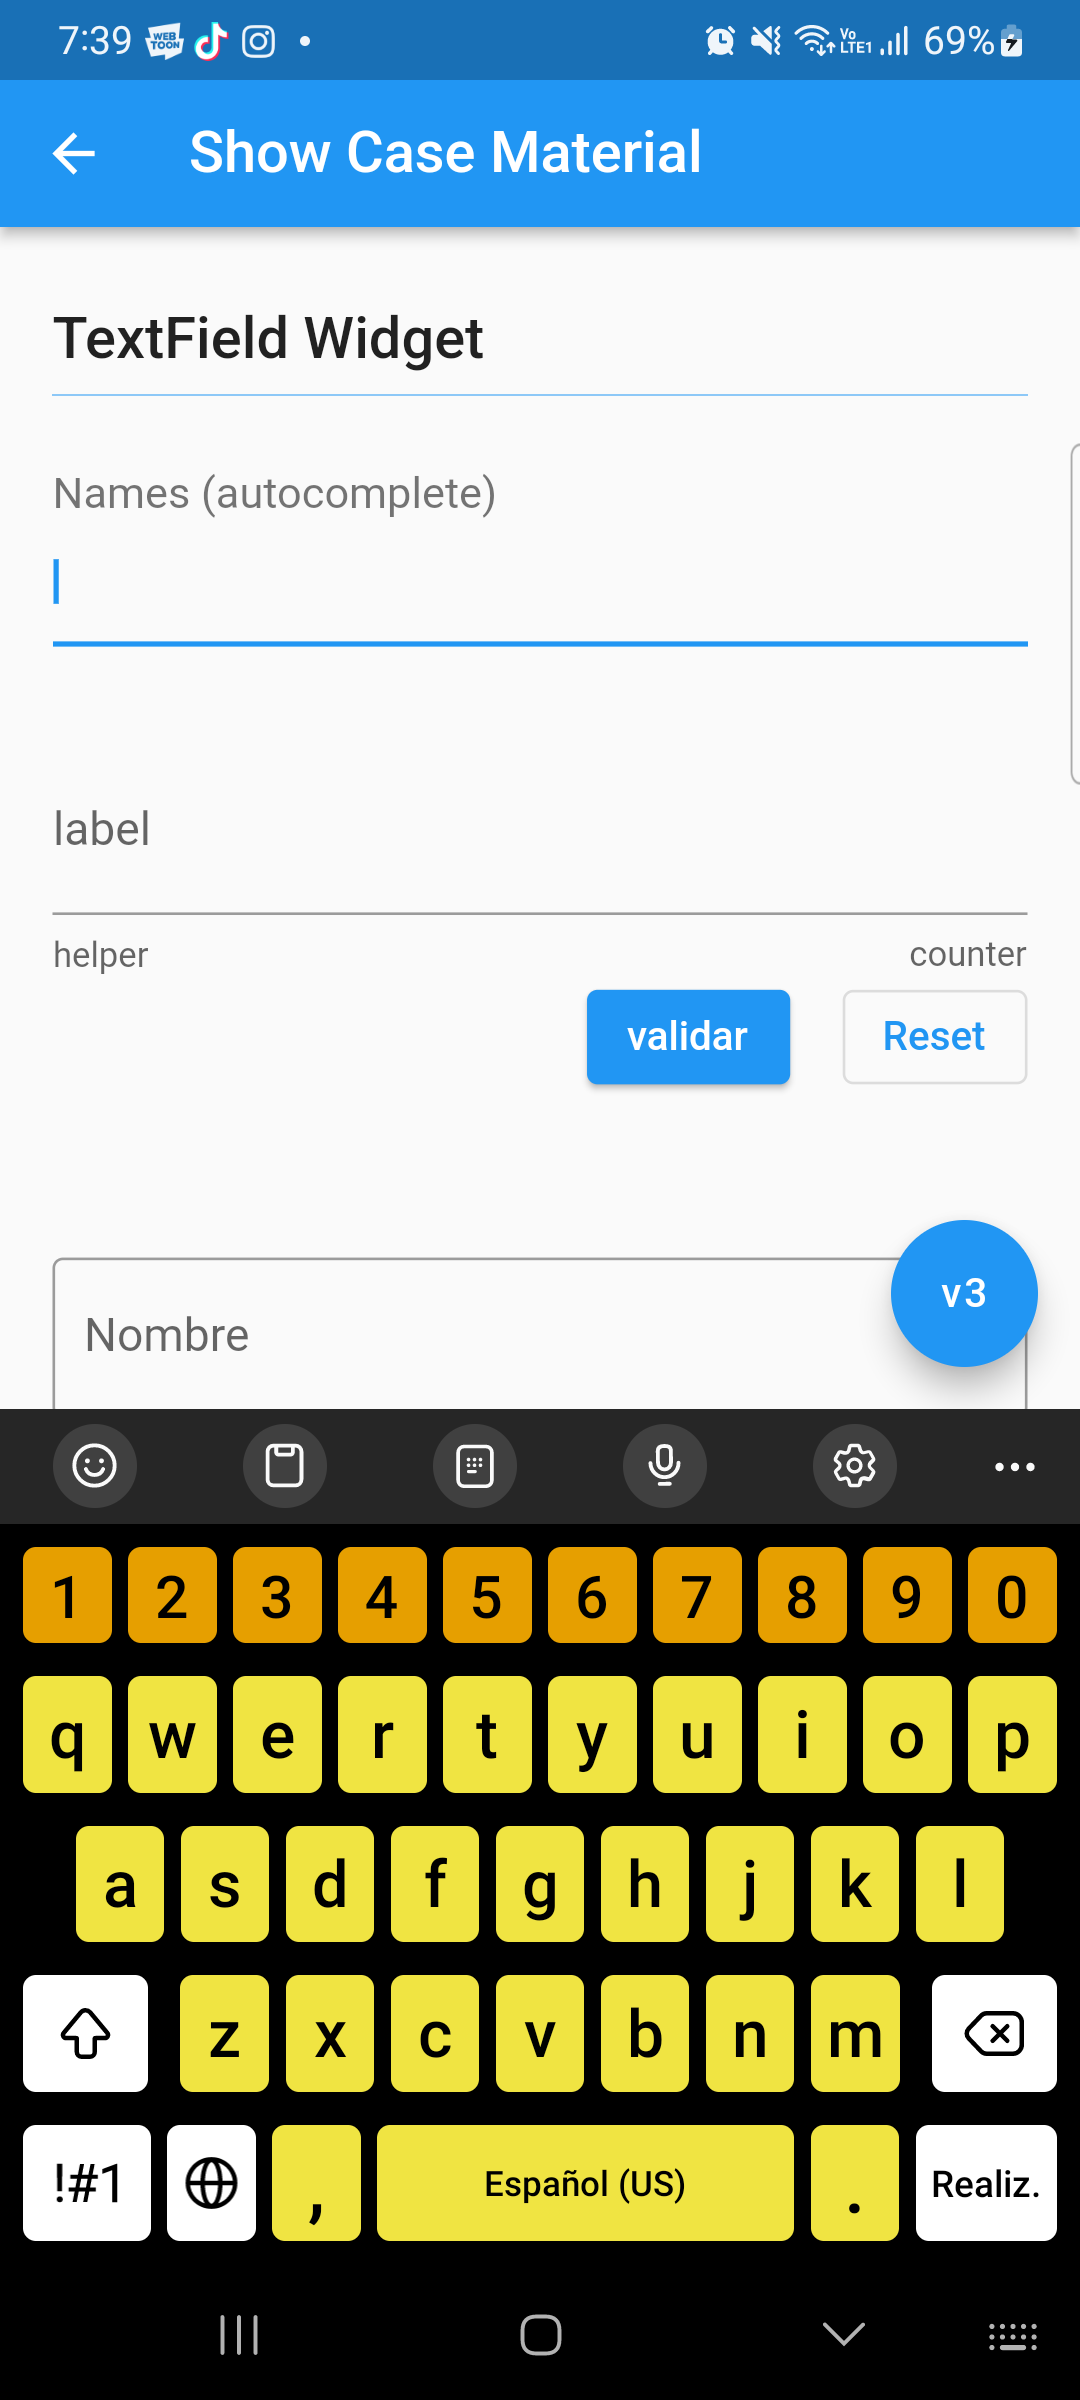 7:39 WEB TOON Vo LTE1 69%
Show Case Material
TextField Widget
Names (autocomplete)
label
helper counter
validar Reset
v3
Nombre
1 2 3 4 5 6 7 8 9 0
q w e r t y u i o p
a s d f g h j k l
z x c v b n m
!#1 , Español (US) . Realiz.